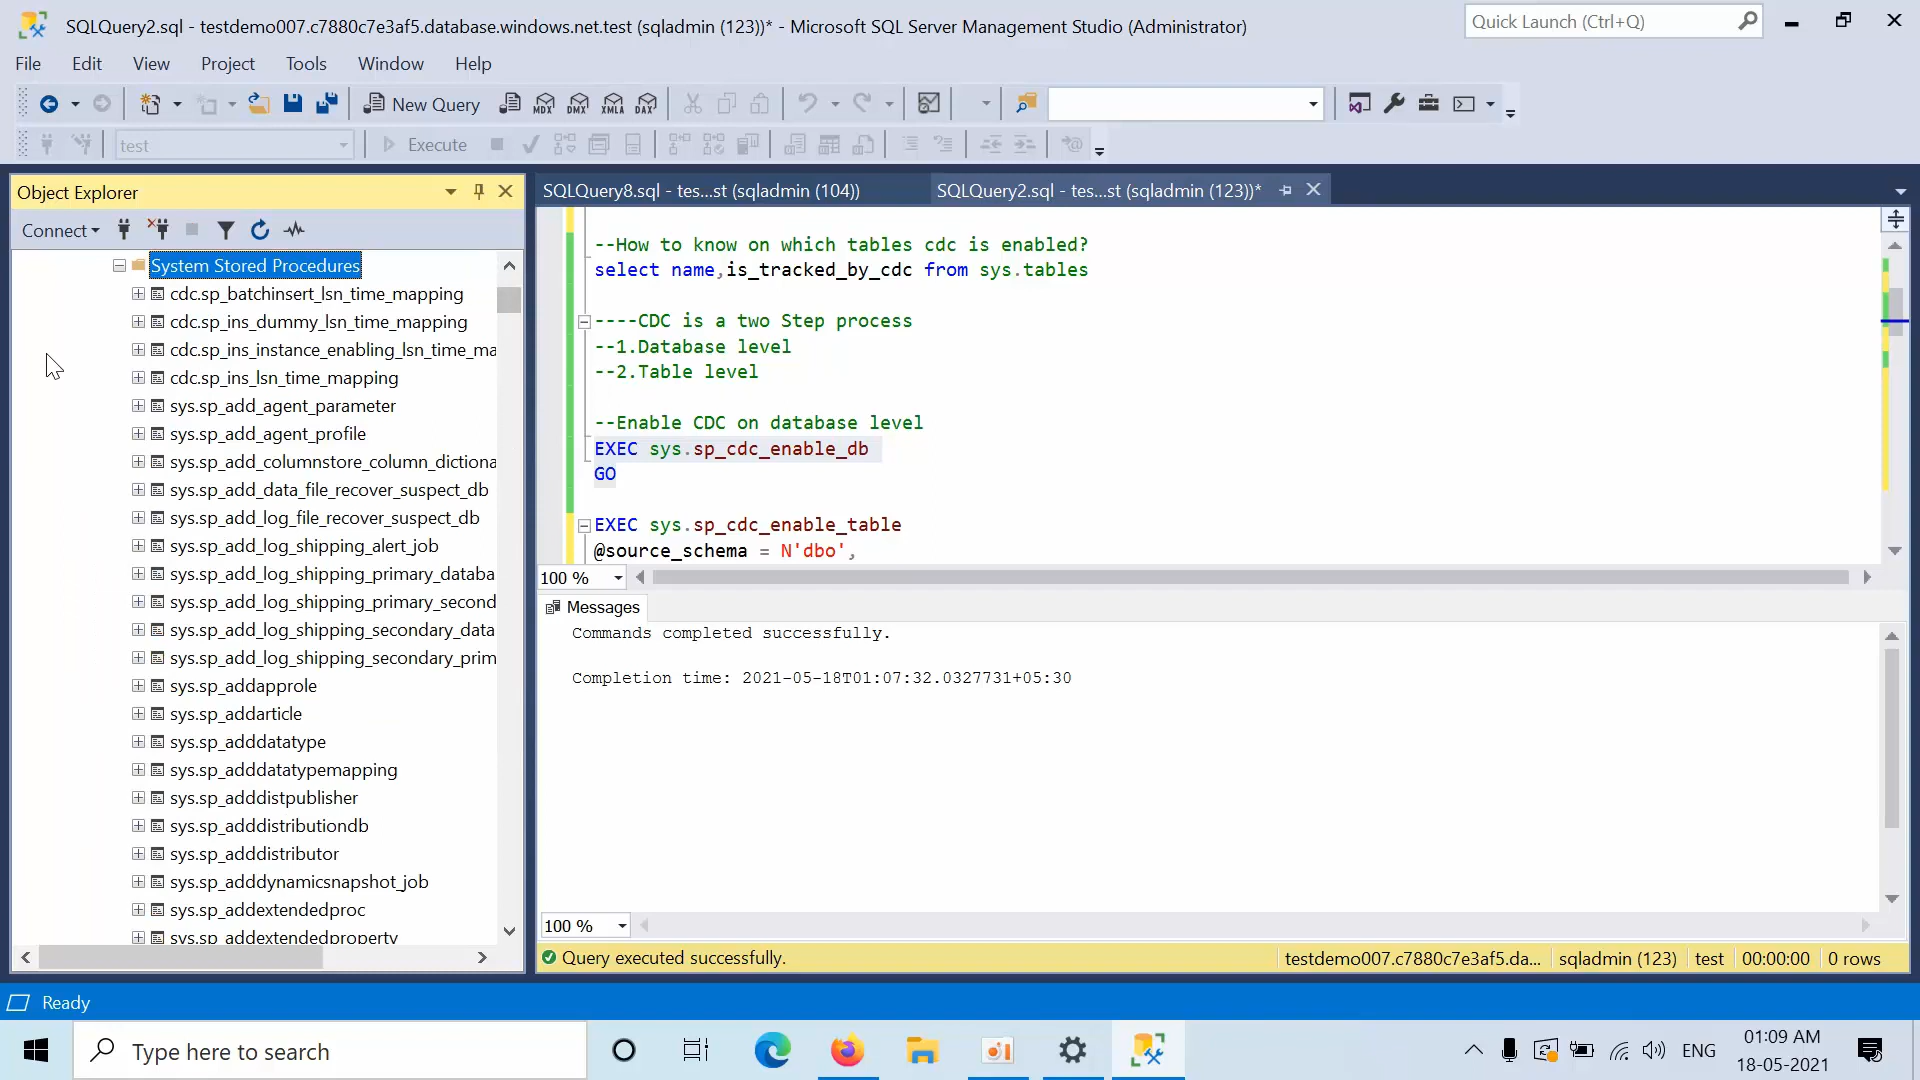 SQLQuery2.sql - testdemo007.c7880c7e3af5.database.windows.net.test (sqladmin (123))* - Microsoft SQL Server Management Studio (Administrator)
Quick Launch (Ctrl+Q)
File Edit View Project Tools Window Help
New Query MDX DMX XMLA DAX
test Execute
Object Explorer
SQLQuery8.sql - tes...st (sqladmin (104))
SQLQuery2.sql - tes...st (sqladmin (123))*
Connect
System Stored Procedures
cdc.sp_batchinsert_lsn_time_mapping
cdc.sp_ins_dummy_lsn_time_mapping
cdc.sp_ins_instance_enabling_lsn_time_ma
cdc.sp_ins_lsn_time_mapping
sys.sp_add_agent_parameter
sys.sp_add_agent_profile
sys.sp_add_columnstore_column_dictiona
sys.sp_add_data_file_recover_suspect_db
sys.sp_add_log_file_recover_suspect_db
sys.sp_add_log_shipping_alert_job
sys.sp_add_log_shipping_primary_databa
sys.sp_add_log_shipping_primary_second
sys.sp_add_log_shipping_secondary_data
sys.sp_add_log_shipping_secondary_prim
sys.sp_addapprole
sys.sp_addarticle
sys.sp_adddatatype
sys.sp_adddatatypemapping
sys.sp_adddistpublisher
sys.sp_adddistributiondb
sys.sp_adddistributor
sys.sp_adddynamicsnapshot_job
sys.sp_addextendedproc
sys.sp_addextendedproperty
--How to know on which tables cdc is enabled?
select name,is_tracked_by_cdc from sys.tables
----CDC is a two Step process
--1.Database level
--2.Table level
--Enable CDC on database level
EXEC sys.sp_cdc_enable_db
GO
EXEC sys.sp_cdc_enable_table
@source_schema = N'dbo',
100 %
Messages
Commands completed successfully.
Completion time: 2021-05-18T01:07:32.0327731+05:30
100 %
Query executed successfully.
testdemo007.c7880c7e3af5.da... sqladmin (123) test 00:00:00 0 rows
Ready
Type here to search
ENG
01:09 AM
18-05-2021